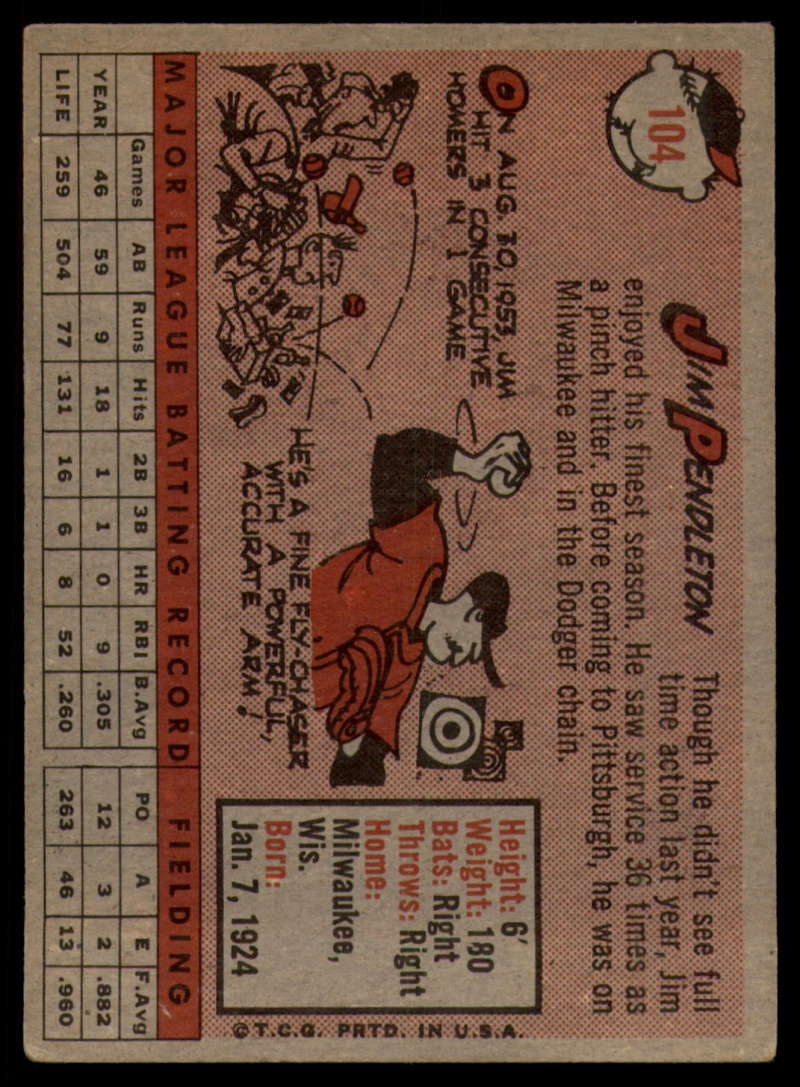 104
JIM PENDLETON
Though he didn't see full
time action last year, Jim
enjoyed his finest season. He saw service 36 times as
a pinch hitter. Before coming to Pittsburgh, he was on
Milwaukee and in the Dodger chain.
ON AUG. 30, 1953, JIM
HIT 3 CONSECUTIVE
HOMERS IN 1 GAME
HE'S A FINE FLY-CHASER
WITH A POWERFUL,
ACCURATE ARM!
Height: 6'
Weight: 180
Bats: Right
Throws: Right
Home:
Milwaukee,
Wis.
Born:
Jan. 7, 1924
©T.C.G. PRTD. IN U.S.A.
MAJOR LEAGUE BATTING RECORD FIELDING
Games AB Runs Hits 2B 3B HR RBI B.Avg PO A E F.Avg
YEAR 46 59 9 18 1 1 0 9 .305 12 3 2 .882
LIFE 259 504 77 131 16 6 8 52 .260 263 46 13 .960